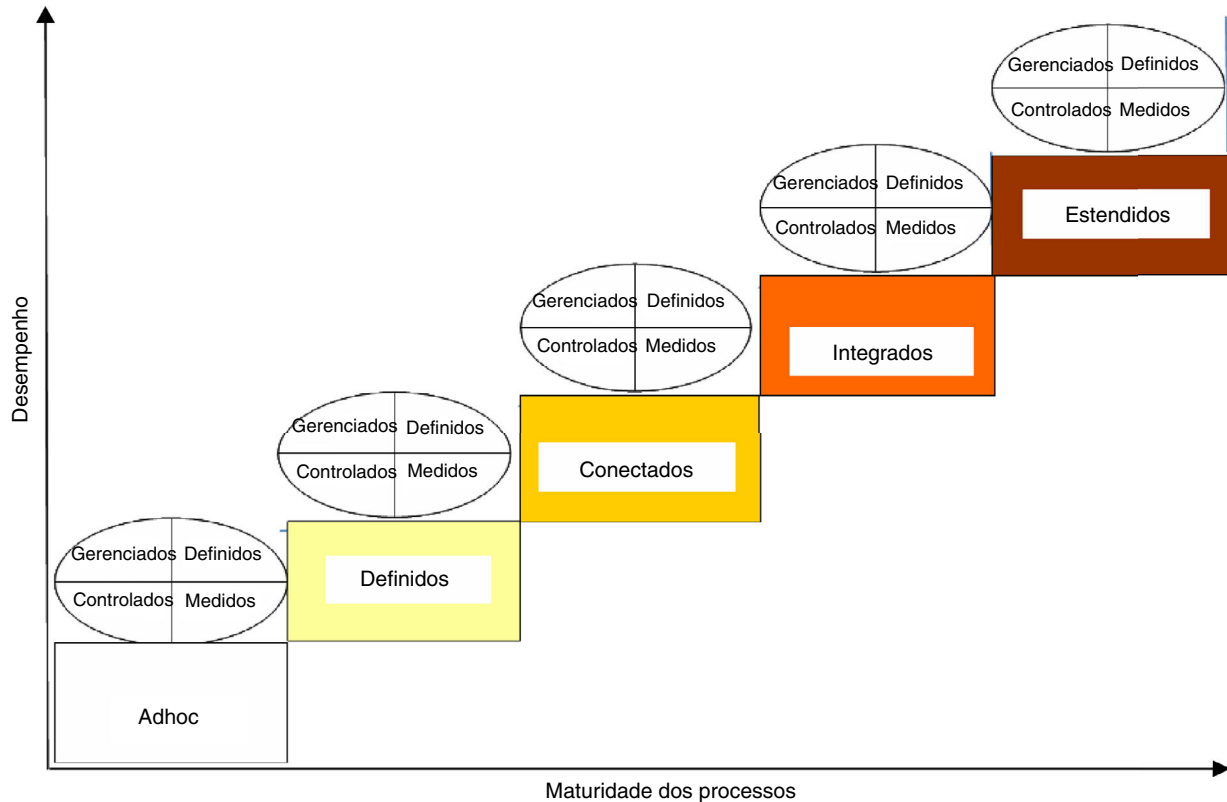 Gerenciados Definidos
Controlados Medidos
Estendidos
Gerenciados Definidos
Controlados Medidos
Integrados
Gerenciados Definidos
Controlados Medidos
Conectados
Gerenciados Definidos
Controlados Medidos
Definidos
Gerenciados Definidos
Controlados Medidos
Adhoc
Desempenho
Maturidade dos processos